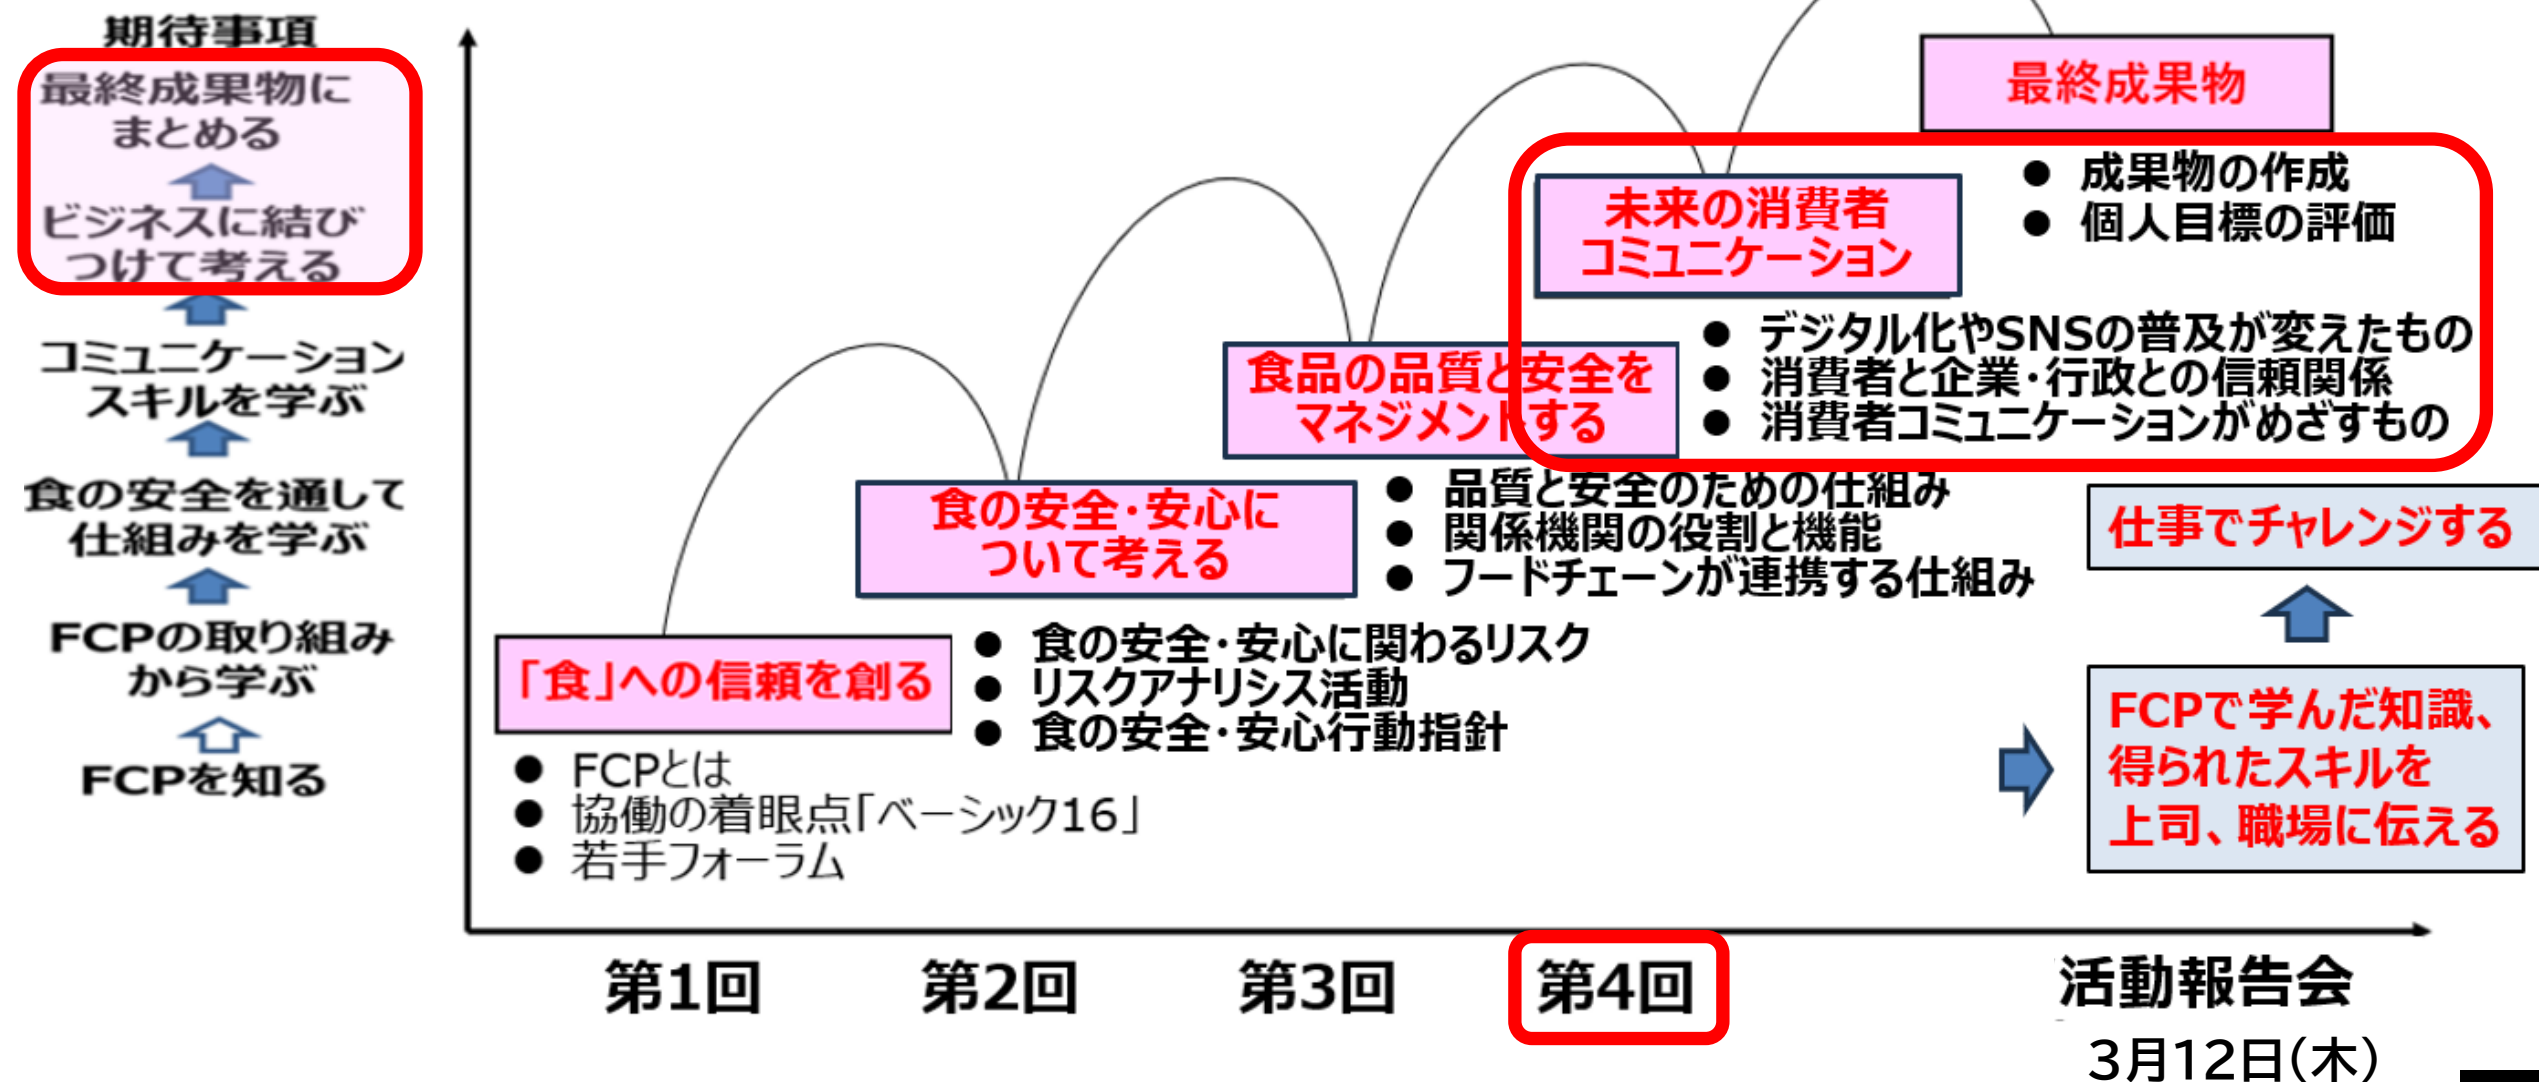 期待事項
最終成果物に
まとめる
ビジネスに結び
つけて考える
コミュニケーション
スキルを学ぶ
食の安全を通して
仕組みを学ぶ
FCPの取り組み
から学ぶ
FCPを知る
最終成果物
● 成果物の作成
● 個人目標の評価
未来の消費者
コミュニケーション
● デジタル化やSNSの普及が変えたもの
● 消費者と企業・行政との信頼関係
● 消費者コミュニケーションがめざすもの
食品の品質と安全を
マネジメントする
● 品質と安全のための仕組み
● 関係機関の役割と機能
● フードチェーンが連携する仕組み
食の安全・安心に
ついて考える
● 食の安全・安心に関わるリスク
● リスクアナリシス活動
● 食の安全・安心行動指針
「食」への信頼を創る
● FCPとは
● 協働の着眼点「ベーシック16」
● 若手フォーラム
仕事でチャレンジする
FCPで学んだ知識、
得られたスキルを
上司、職場に伝える
第1回
第2回
第3回
第4回
活動報告会
3月12日(木)